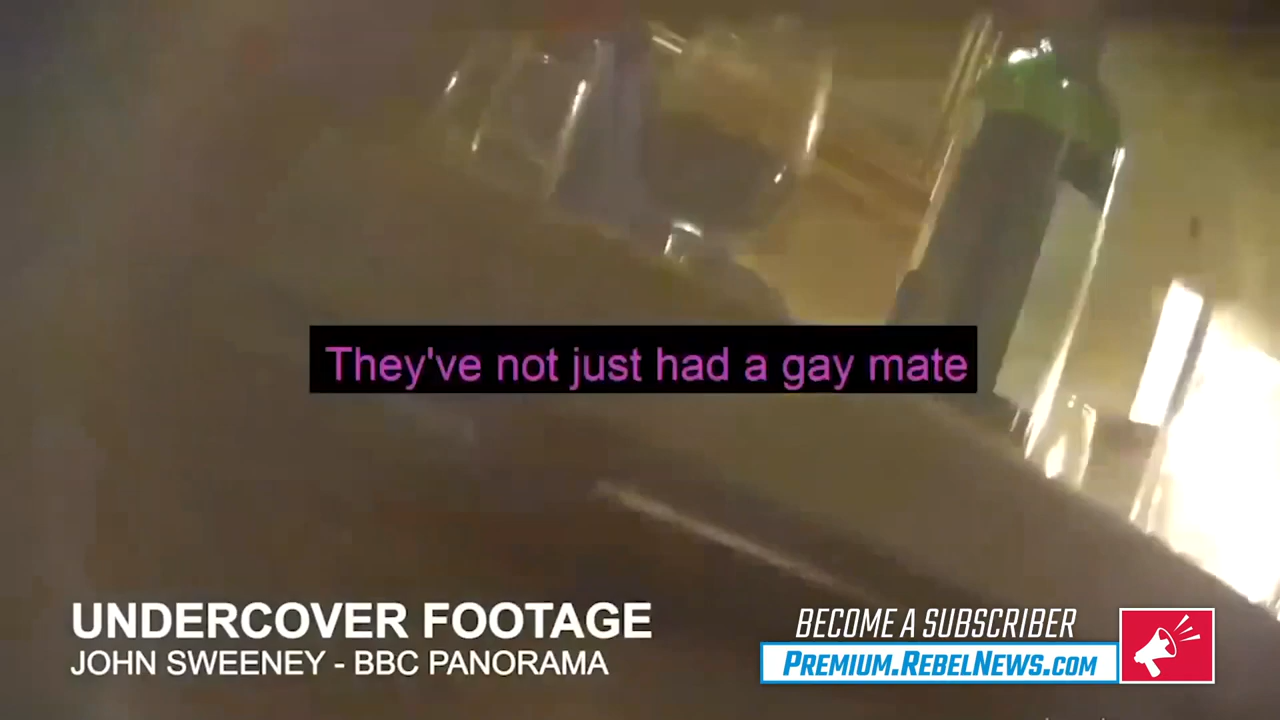 They've not just had a gay mate
UNDERCOVER FOOTAGE
JOHN SWEENEY - BBC PANORAMA
BECOME A SUBSCRIBER
PREMIUM.REBELNEWS.COM